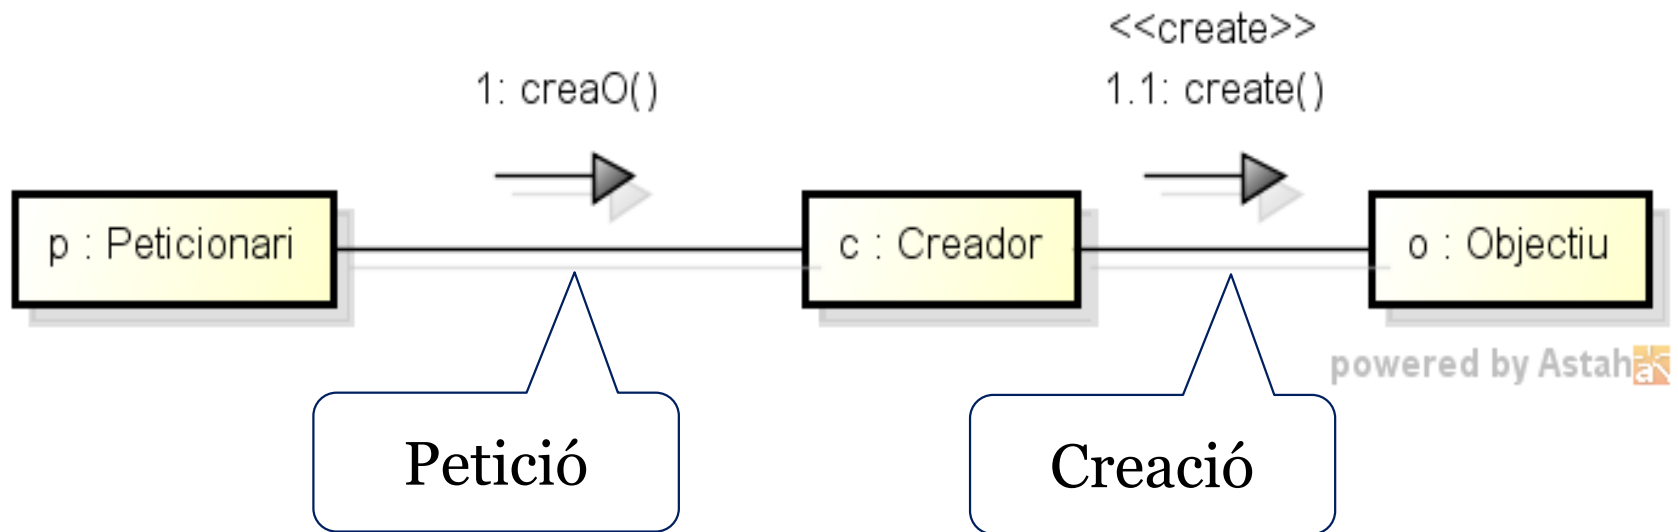 <<create>>
1: creaO()
1.1: create()
p : Peticionari
c : Creador
o : Objectiu
powered by Astah
Petició
Creació